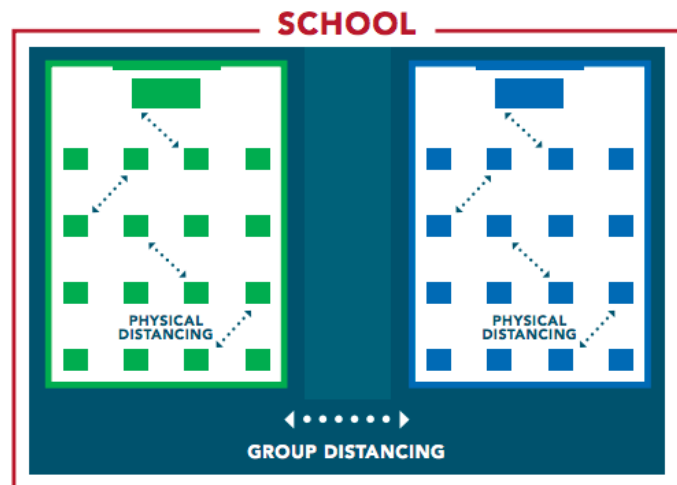 SCHOOL
PHYSICAL
DISTANCING
PHYSICAL
DISTANCING
GROUP DISTANCING